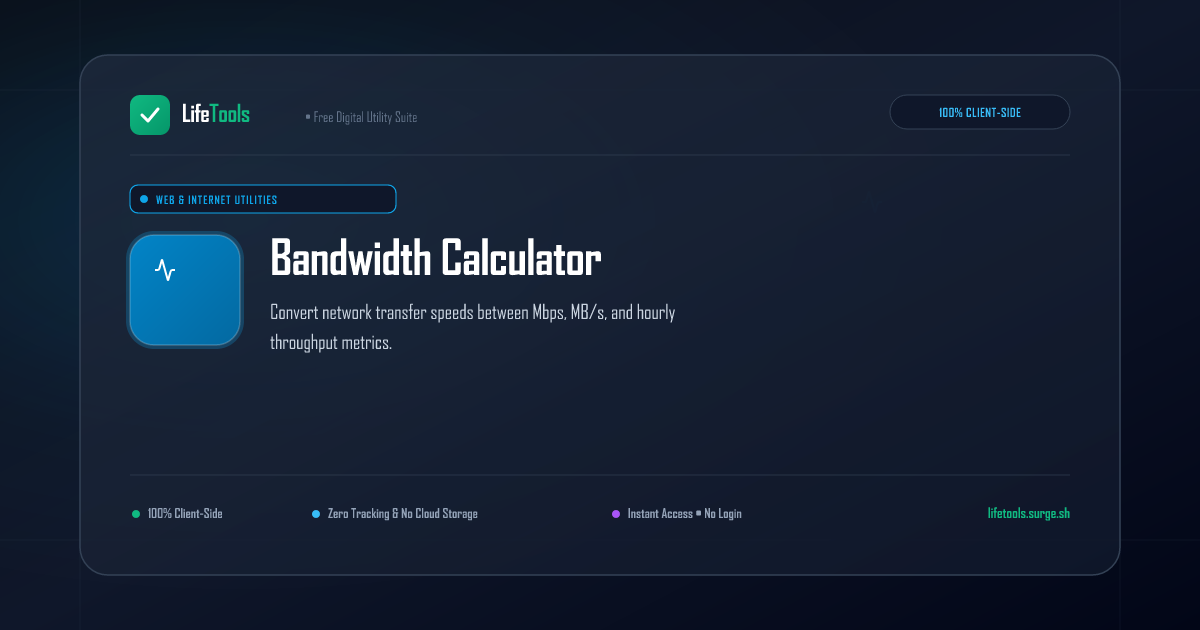 LifeTools
▪ Free Digital Utility Suite
100% CLIENT-SIDE
WEB & INTERNET UTILITIES
Bandwidth Calculator
Convert network transfer speeds between Mbps, MB/s, and hourly
throughput metrics.
100% Client-Side
Zero Tracking & No Cloud Storage
Instant Access ▪ No Login
lifetools.surge.sh